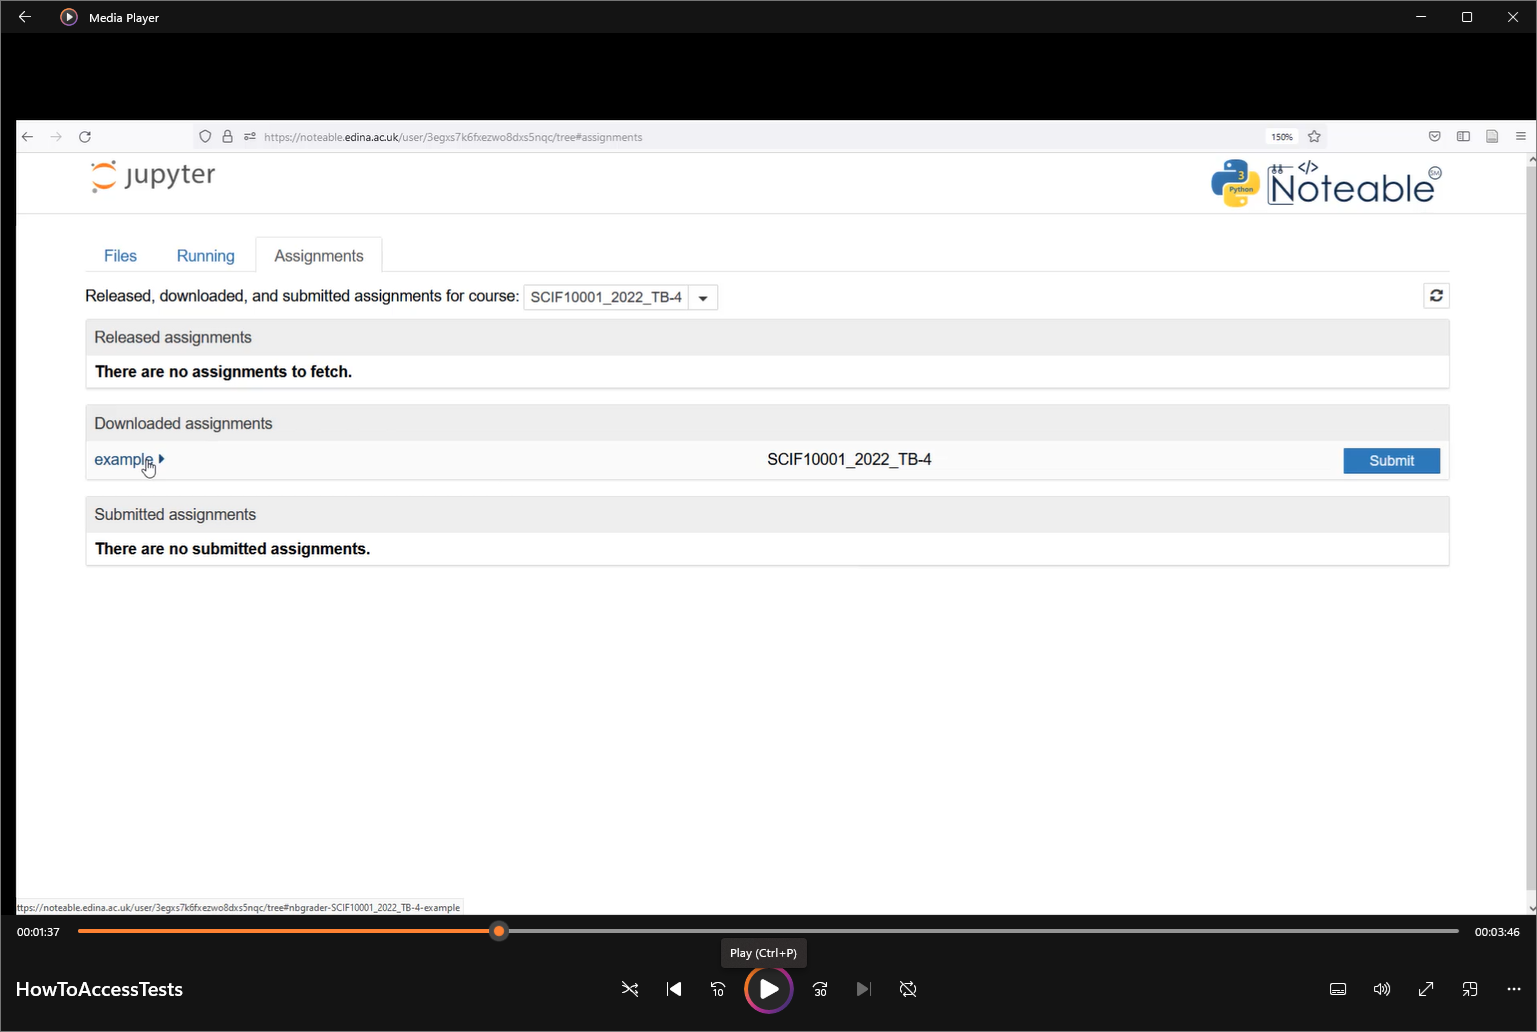 Media Player
https://noteable.edina.ac.uk/user/3egxs7k6fxezwo8dxs5nqc/tree#assignments
150%
jupyter
3
Python
</>
Noteable
SM
Files
Running
Assignments
Released, downloaded, and submitted assignments for course: SCIF10001_2022_TB-4
Released assignments
There are no assignments to fetch.
Downloaded assignments
example SCIF10001_2022_TB-4 Submit
Submitted assignments
There are no submitted assignments.
ttps://noteable.edina.ac.uk/user/3egxs7k6fxezwo8dxs5nqc/tree#nbgrader-SCIF10001_2022_TB-4-example
00:01:37
00:03:46
Play (Ctrl+P)
HowToAccessTests
10
30